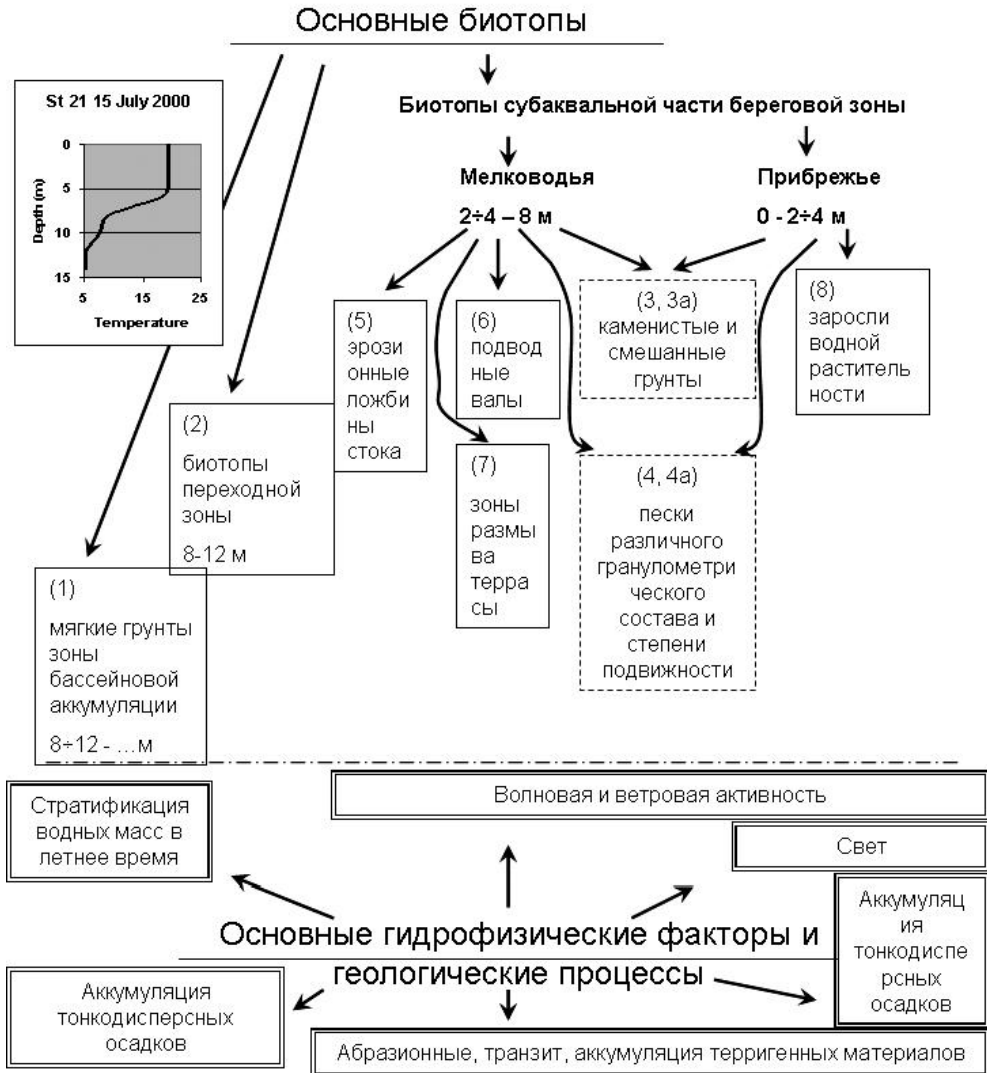 Основные биотопы
St 21 15 July 2000
0
5
10
15
Depth (m)
5 15 25
Temperature
Биотопы субаквальной части береговой зоны
Мелководья
2÷4 – 8 м
Прибрежье
0 - 2÷4 м
(5)
эрози
онные
ложби
ны
стока
(6)
подвод
ные
валы
(3, 3а)
каменистые и
смешанные
грунты
(8)
заросли
водной
раститель
ности
(2)
биотопы
переходной
зоны
8-12 м
(7)
зоны
размы
ва
терра
сы
(4, 4а)
пески
различного
гранулометри
ческого
состава и
степени
подвижности
(1)
мягкие грунты
зоны
бассейновой
аккумуляции
8÷12 - ...м
Стратификация
водных масс в
летнее время
Волновая и ветровая активность
Свет
Аккумуляц
ия
тонкодиспе
рсных
осадков
Основные гидрофизические факторы и
геологические процессы
Аккумуляция
тонкодисперсных
осадков
Абразионные, транзит, аккумуляция терригенных материалов